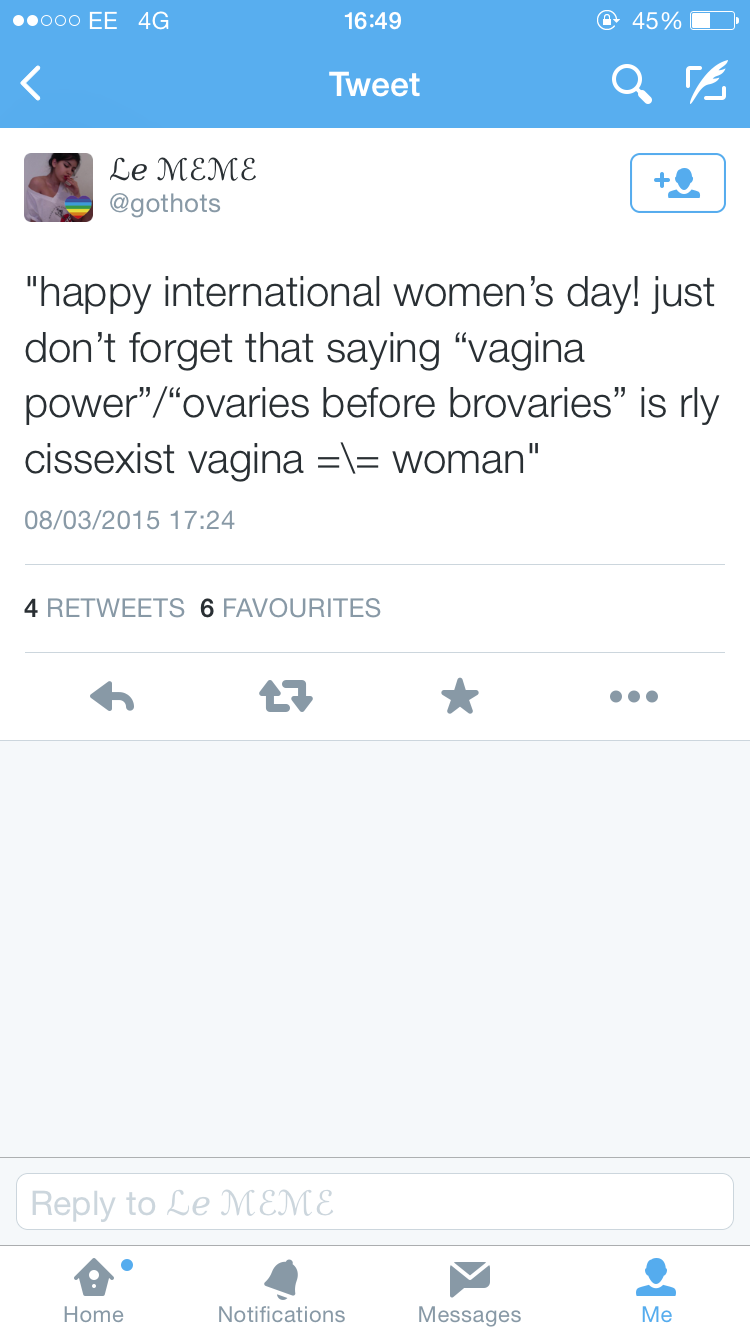 EE 4G 16:49 45%
Tweet
ℒℯ ℳℰℳℰ
@gothots
"happy international women’s day! just
don’t forget that saying “vagina
power”/“ovaries before brovaries” is rly
cissexist vagina =\= woman"
08/03/2015 17:24
4 RETWEETS 6 FAVOURITES
Reply to ℒℯ ℳℰℳℰ
Home Notifications Messages Me